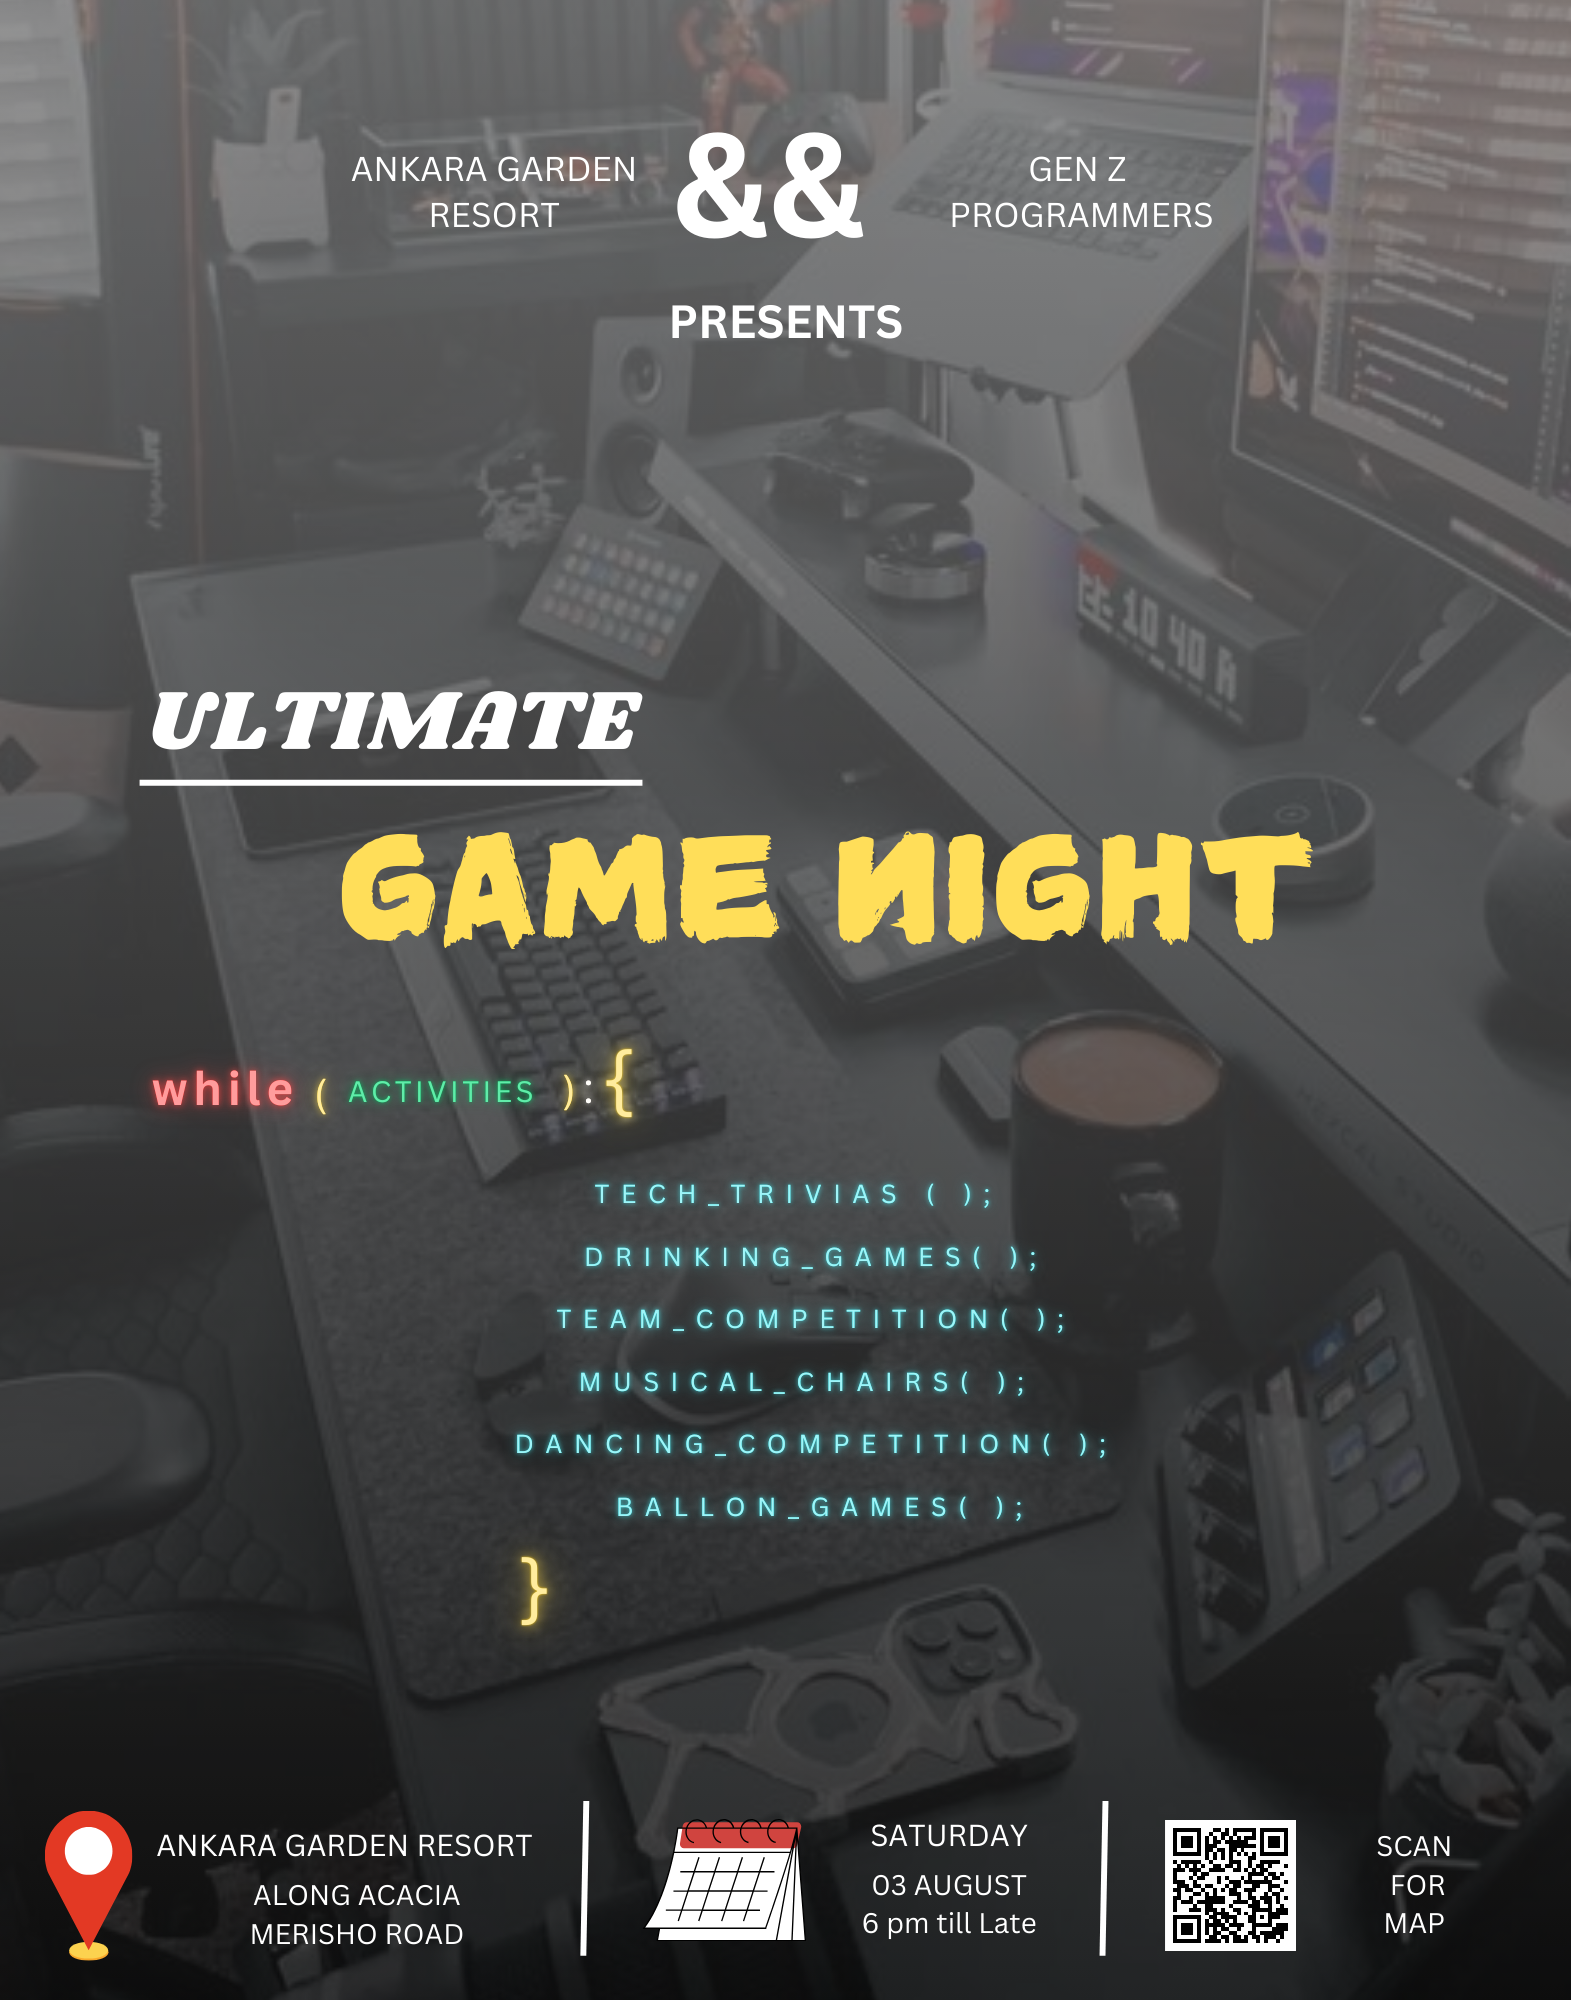 ANKARA GARDEN
RESORT
&&
GEN Z
PROGRAMMERS
PRESENTS
ULTIMATE
GAME NIGHT
while ( ACTIVITIES ):{
TECH_TRIVIAS ( );
DRINKING_GAMES( );
TEAM_COMPETITION( );
MUSICAL_CHAIRS( );
DANCING_COMPETITION( );
BALLON_GAMES( );
}
ANKARA GARDEN RESORT
ALONG ACACIA
MERISHO ROAD
SATURDAY
03 AUGUST
6 pm till Late
SCAN
FOR
MAP